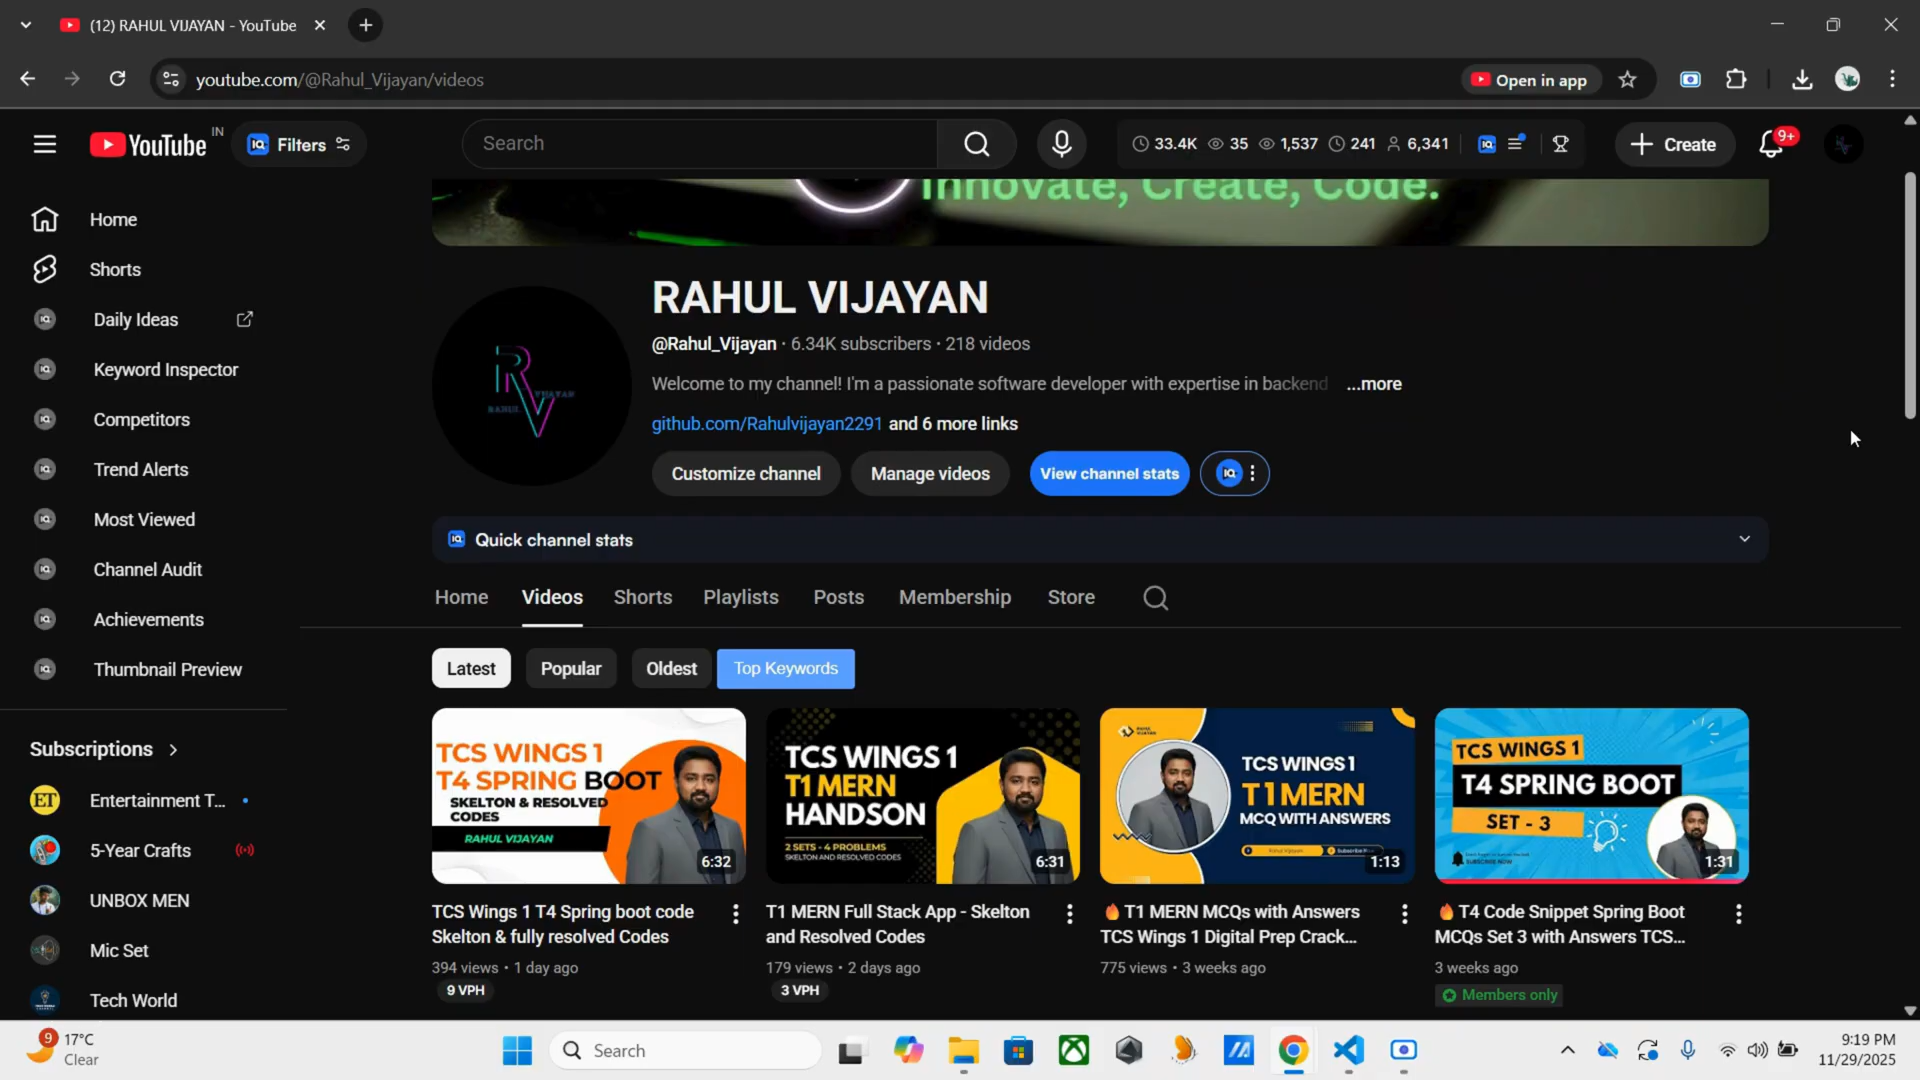 (12) RAHUL VIJAYAN - YouTube
youtube.com/@Rahul_Vijayan/videos
Open in app
YouTube IN
Filters
Search
33.4K 35 1,537 241 6,341
Create
9+
Innovate, Create, Code.
Home
Shorts
Daily Ideas
Keyword Inspector
Competitors
Trend Alerts
Most Viewed
Channel Audit
Achievements
Thumbnail Preview
Subscriptions
Entertainment T...
5-Year Crafts
UNBOX MEN
Mic Set
Tech World
RAHUL VIJAYAN
@Rahul_Vijayan · 6.34K subscribers · 218 videos
Welcome to my channel! I'm a passionate software developer with expertise in backend ...more
github.com/Rahulvijayan2291 and 6 more links
Customize channel
Manage videos
View channel stats
Quick channel stats
Home Videos Shorts Playlists Posts Membership Store
Latest Popular Oldest Top Keywords
TCS WINGS 1
T4 SPRING BOOT
SKELTON & RESOLVED
CODES
RAHUL VIJAYAN
6:32
TCS Wings 1 T4 Spring boot code
Skelton & fully resolved Codes
394 views · 1 day ago
9 VPH
TCS WINGS 1
T1 MERN
HANDSON
2 SETS - 4 PROBLEMS
SKELTON AND RESOLVED CODES
6:31
T1 MERN Full Stack App - Skelton
and Resolved Codes
179 views · 2 days ago
3 VPH
TCS WINGS 1
T1 MERN
MCQ WITH ANSWERS
1:13
🔥T1 MERN MCQs with Answers
TCS Wings 1 Digital Prep Crack...
775 views · 3 weeks ago
TCS WINGS 1
T4 SPRING BOOT
SET - 3
1:31
🔥T4 Code Snippet Spring Boot
MCQs Set 3 with Answers TCS...
3 weeks ago
Members only
9
17°C
Clear
Search
9:19 PM
11/29/2025